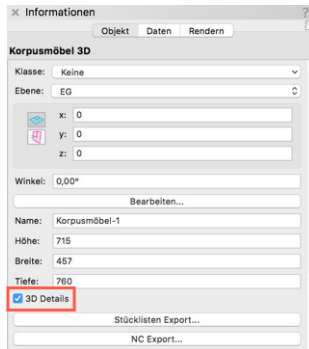 × Informationen ?
Objekt Daten Rendern
Korpusmöbel 3D
Klasse: Keine
Ebene: EG
x: 0
y: 0
z: 0
Winkel: 0,00°
Bearbeiten...
Name: Korpusmöbel-1
Höhe: 715
Breite: 457
Tiefe: 760
3D Details
Stücklisten Export...
NC Export...